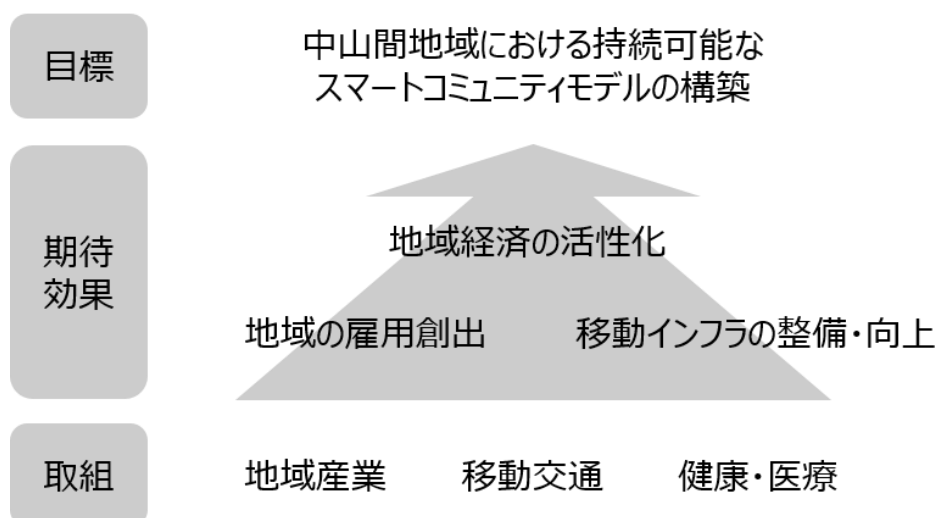 目標
中山間地域における持続可能な
スマートコミュニティモデルの構築
期待
効果
地域経済の活性化
地域の雇用創出
移動インフラの整備・向上
取組
地域産業
移動交通
健康・医療